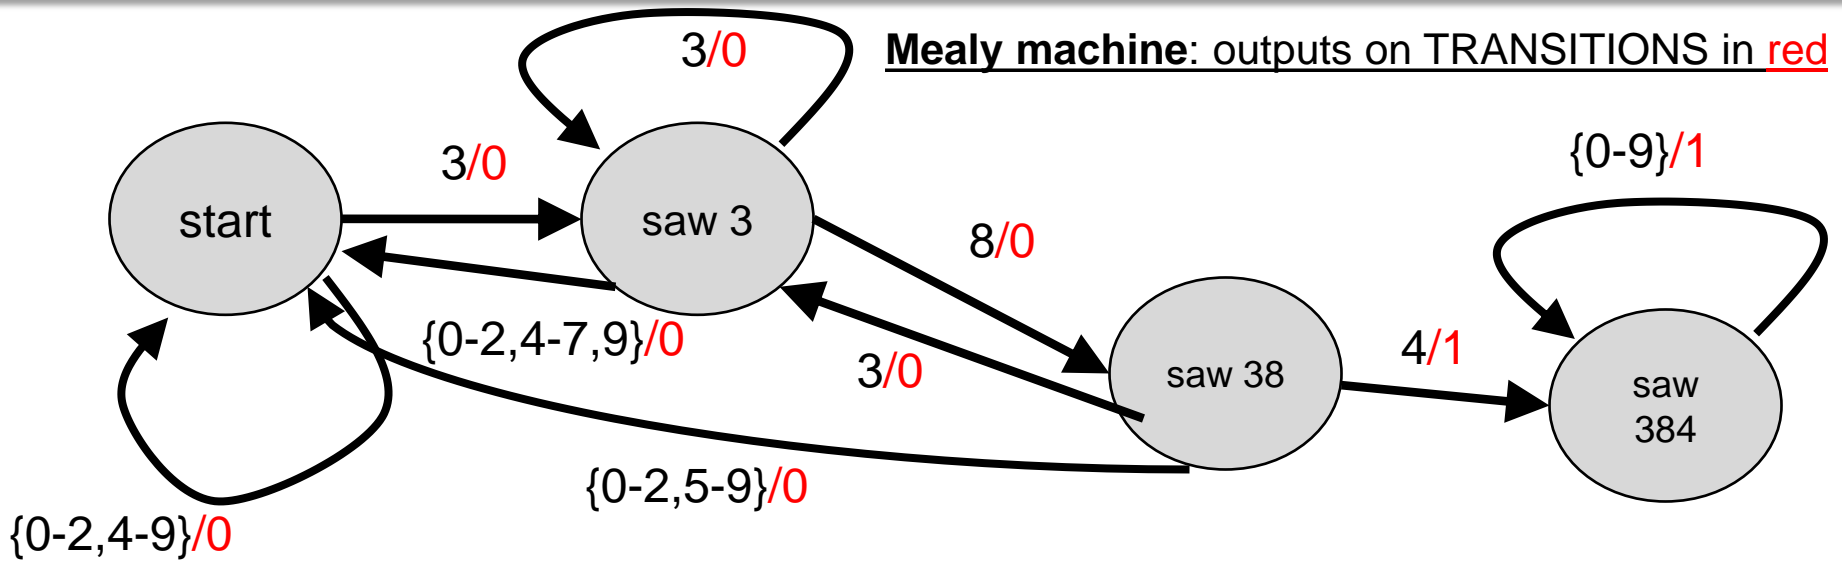 Mealy machine: outputs on TRANSITIONS in red
3/0
{0-9}/1
3/0
start
saw 3
8/0
{0-2,4-7,9}/0
3/0
saw 38
4/1
saw
384
{0-2,5-9}/0
{0-2,4-9}/0